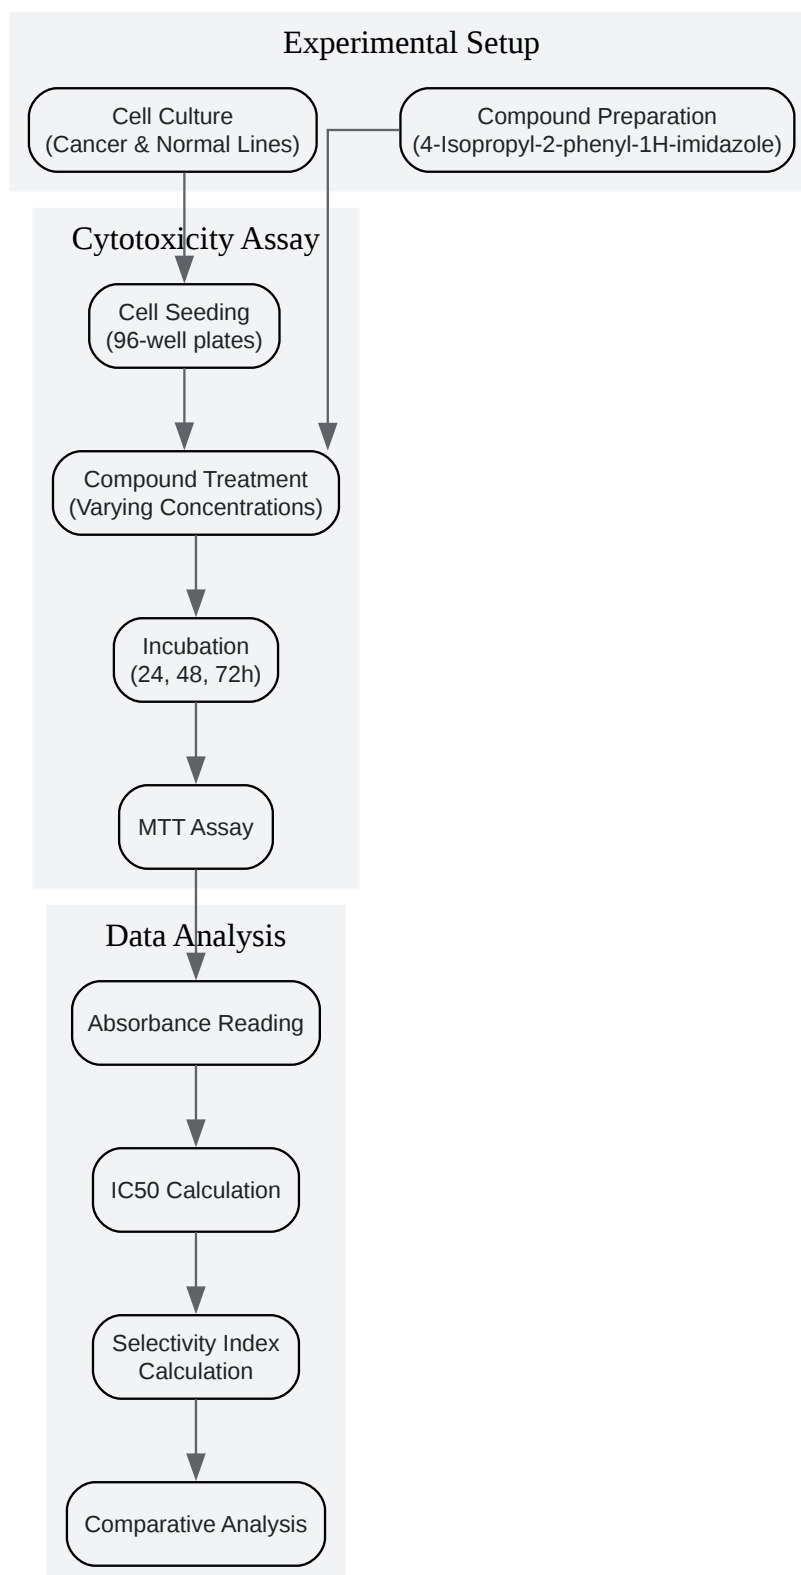 Experimental Setup
Cell Culture
(Cancer & Normal Lines)
Compound Preparation
(4-Isopropyl-2-phenyl-1H-imidazole)
Cytotoxicity Assay
Cell Seeding
(96-well plates)
Compound Treatment
(Varying Concentrations)
Incubation
(24, 48, 72h)
MTT Assay
Data Analysis
Absorbance Reading
IC50 Calculation
Selectivity Index
Calculation
Comparative Analysis